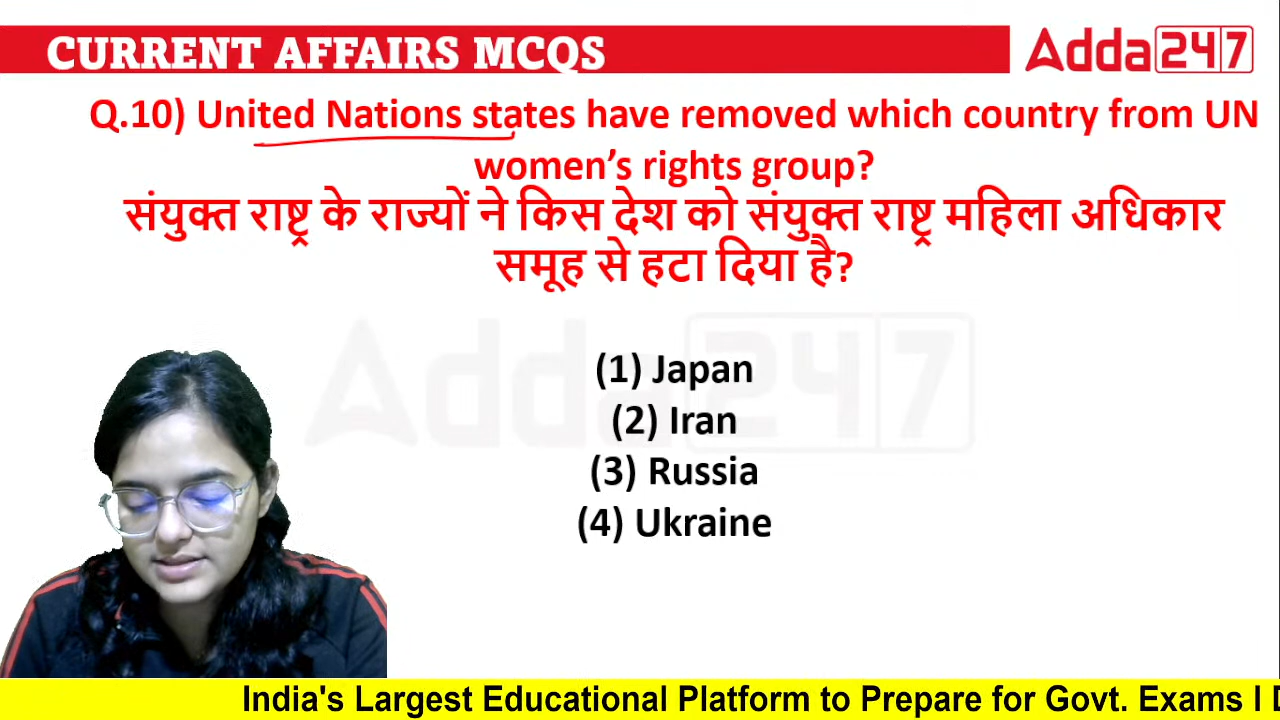 CURRENT AFFAIRS MCQS
Adda247
Q.10) United Nations states have removed which country from UN
women's rights group?
संयुक्त राष्ट्र के राज्यों ने किस देश को संयुक्त राष्ट्र महिला अधिकार
समूह से हटा दिया है?
Adda247
(1) Japan
(2) Iran
(3) Russia
(4) Ukraine
India's Largest Educational Platform to Prepare for Govt. Exams I